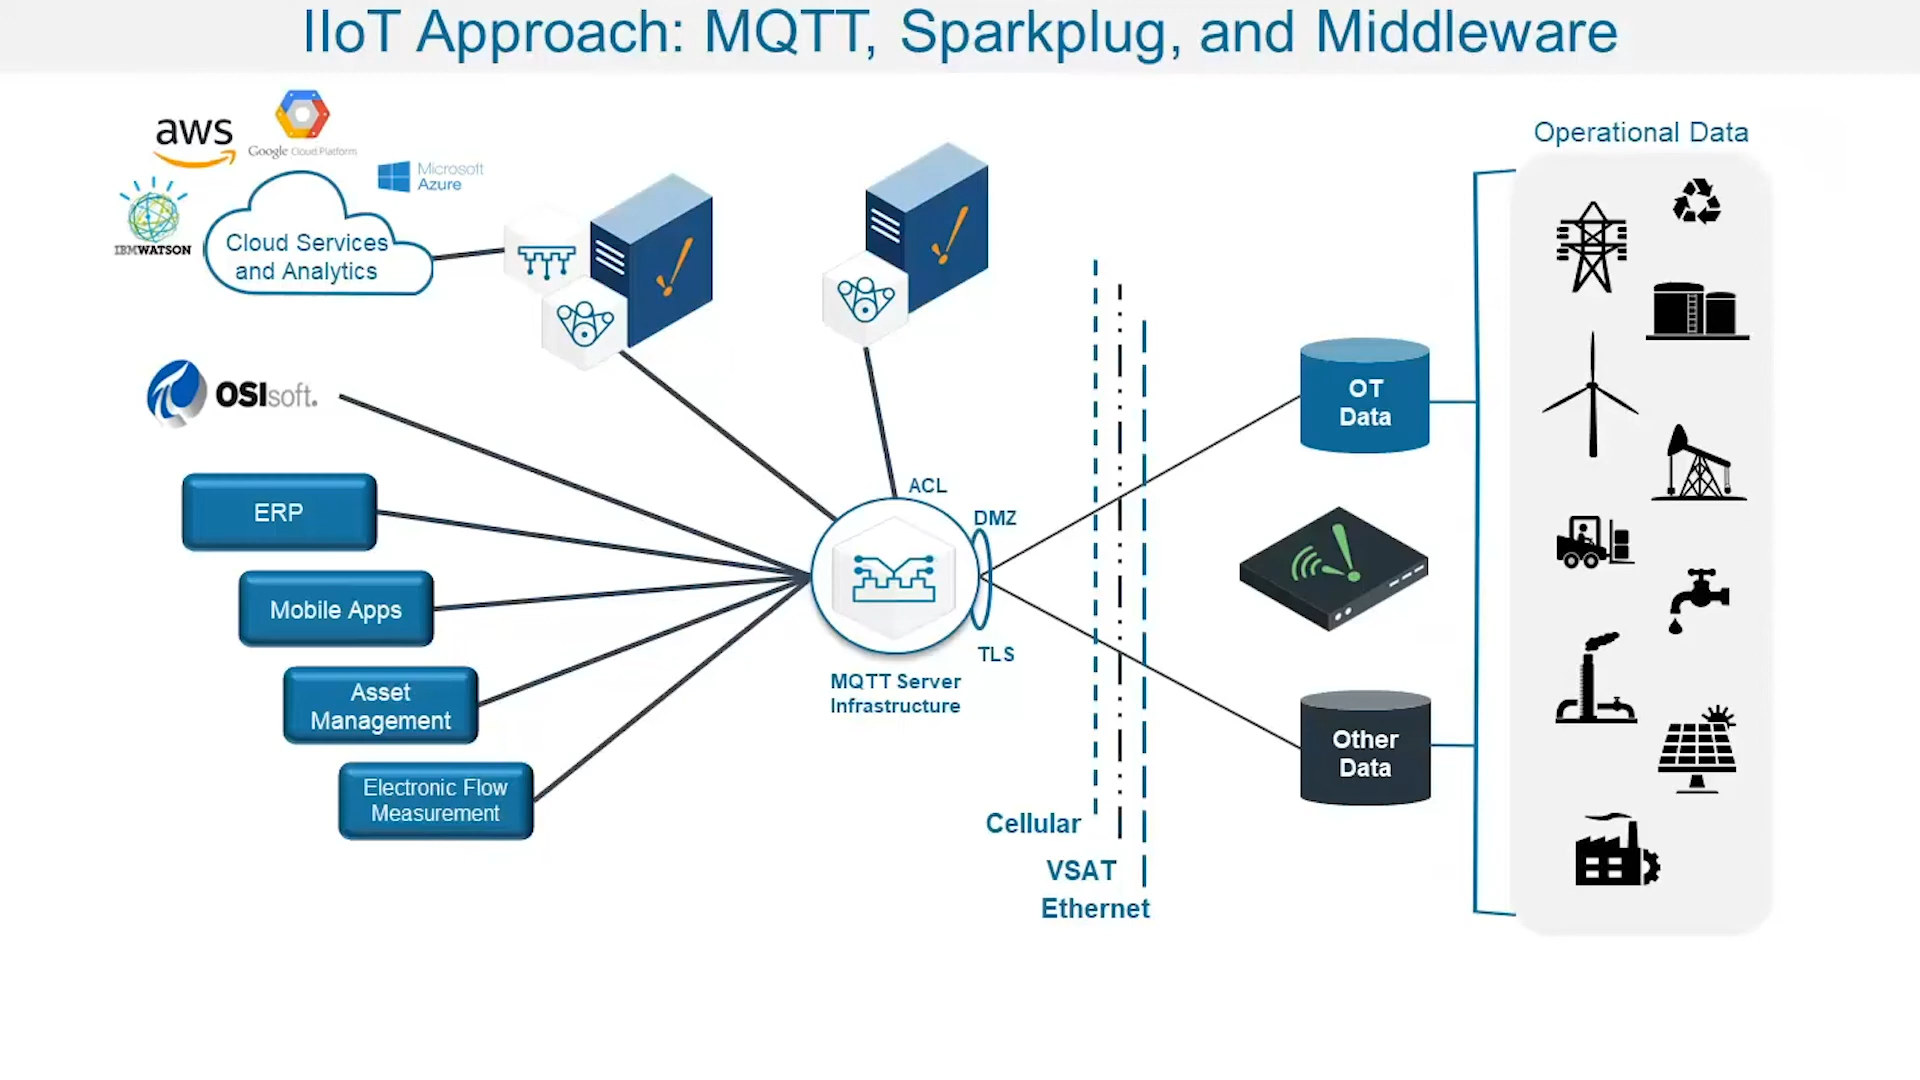 IIoT Approach: MQTT, Sparkplug, and Middleware
aws
Google Cloud Platform
Microsoft
Azure
IBMWATSON
Cloud Services
and Analytics
OSIsoft.
ERP
Mobile Apps
Asset
Management
Electronic Flow
Measurement
ACL
DMZ
TLS
MQTT Server
Infrastructure
Cellular
VSAT
Ethernet
OT
Data
Other
Data
Operational Data